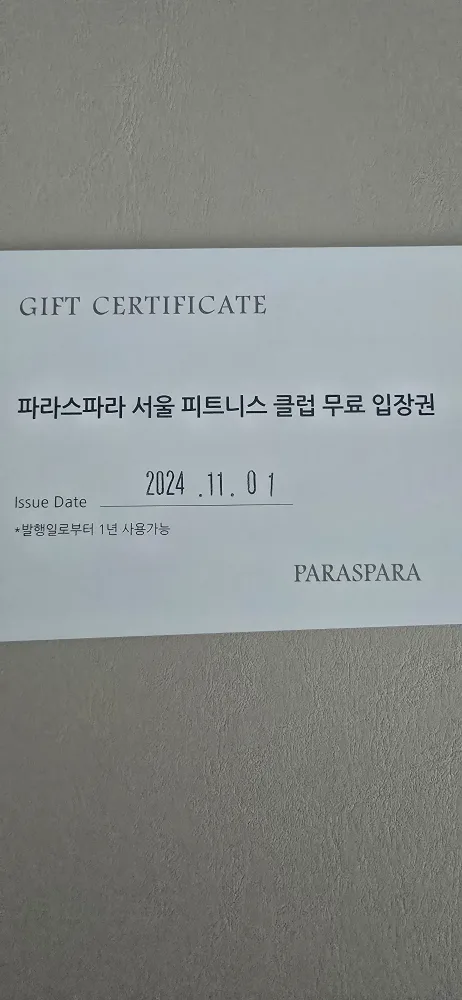 GIFT CERTIFICATE
파라스파라 서울 피트니스 클럽 무료 입장권
Issue Date 2024 .11. 01
*발행일로부터 1년 사용가능
PARASPARA